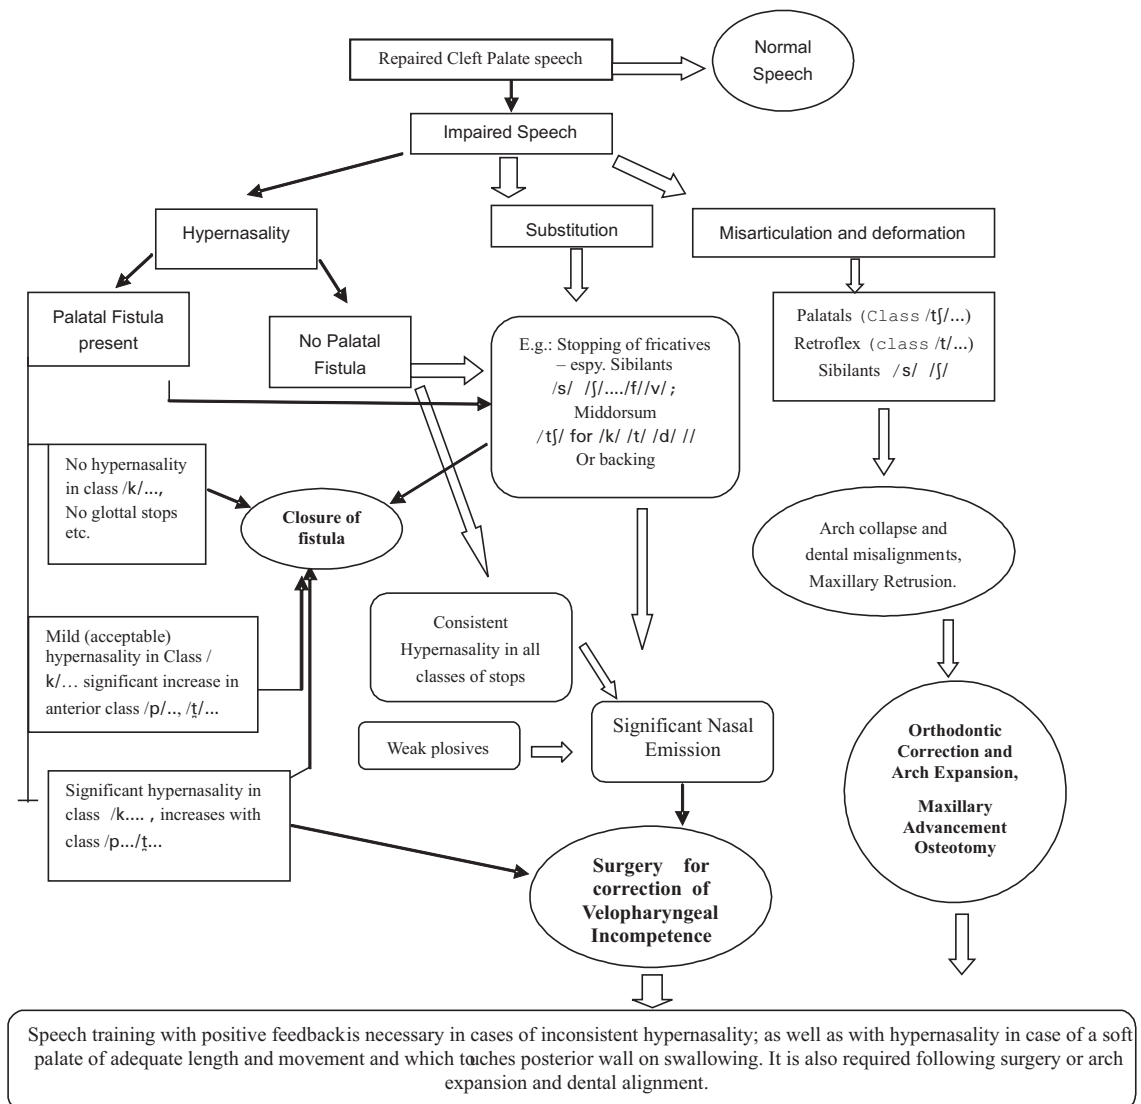 Repaired Cleft Palate speech
Normal
Speech
Impaired Speech
Hypernasality
Substitution
Misarticulation and deformation
Palatal Fistula
present
No Palatal
Fistula
E.g.: Stopping of fricatives
– espy. Sibilants
/s/ /ʃ/..../f//v/ ;
Middorsum
/tʃ/ for /k/ /t/ /d/ //
Or backing
Palatals (Class /tʃ/...)
Retroflex (class /t/...)
Sibilants /s/ /ʃ/
No hypernasality
in class /k/...,
No glottal stops
etc.
Closure of
fistula
Arch collapse and
dental misalignments,
Maxillary Retrusion.
Mild (acceptable)
hypernasality in Class /
k/... significant increase in
anterior class /p/.., /t̪/...
Consistent
Hypernasality in all
classes of stops
Weak plosives
Significant Nasal
Emission
Orthodontic
Correction and
Arch Expansion,
Maxillary
Advancement
Osteotomy
Significant hypernasality in
class /k.... , increases with
class /p.../t̪...
Surgery for
correction of
Velopharyngeal
Incompetence
Speech training with positive feedbackis necessary in cases of inconsistent hypernasality; as well as with hypernasality in case of a soft
palate of adequate length and movement and which touches posterior wall on swallowing. It is also required following surgery or arch
expansion and dental alignment.